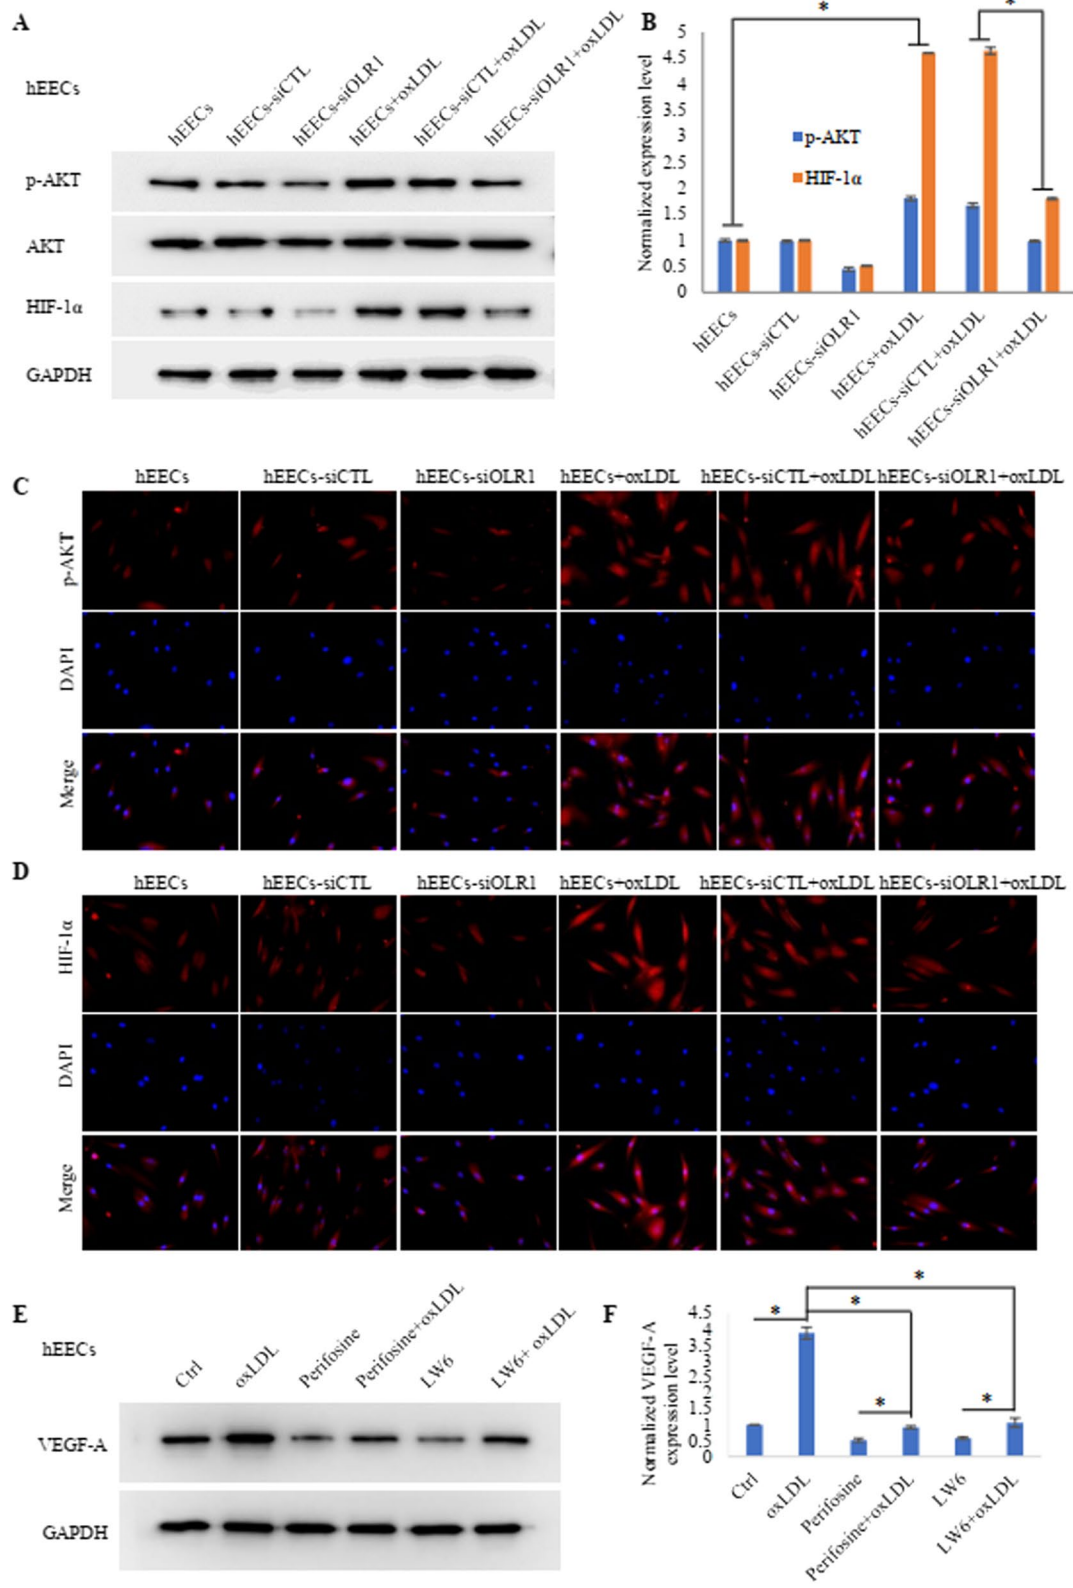 A
hEECs
hEECs
hEECs-siCTL
hEECs-siOLR1
hEECs+oxLDL
hEECs-siCTL+oxLDL
hEECs-siOLR1+oxLDL
p-AKT
AKT
HIF-1α
GAPDH
B
Normalized expression level
5
4.5
4
3.5
3
2.5
2
1.5
1
0.5
0
*
*
p-AKT
HIF-1α
hEECs
hEECs-siCTL
hEECs-siOLR1
hEECs+oxLDL
hEECs-siCTL+oxLDL
hEECs-siOLR1+oxLDL
C
hEECs hEECs-siCTL hEECs-siOLR1 hEECs+oxLDL hEECs-siCTL+oxLDL hEECs-siOLR1+oxLDL
p-AKT
DAPI
Merge
D
hEECs hEECs-siCTL hEECs-siOLR1 hEECs+oxLDL hEECs-siCTL+oxLDL hEECs-siOLR1+oxLDL
HIF-1α
DAPI
Merge
E
hEECs
Ctrl
oxLDL
Perifosine
Perifosine+oxLDL
LW6
LW6+ oxLDL
VEGF-A
GAPDH
F
Normalized VEGF-A
expression level
4.5
4
3.5
3
2.5
2
1.5
1
0.5
0
*
*
*
*
*
Ctrl
oxLDL
Perifosine
Perifosine+oxLDL
LW6
LW6+oxLDL